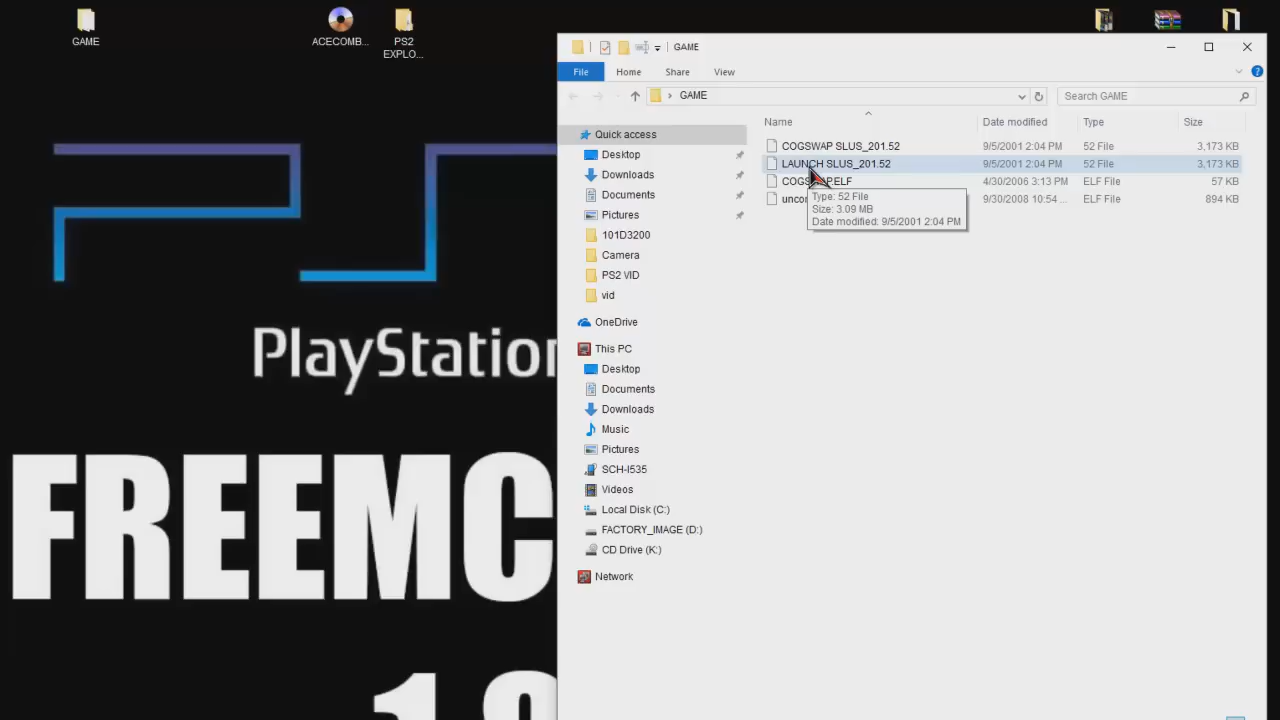 GAME
ACECOMB...
PS2
EXPLO...
GAME
File
Home
Share
View
GAME
Search GAME
Name
Date modified
Type
Size
Quick access
Desktop
Downloads
Documents
Pictures
101D3200
Camera
PS2 VID
vid
OneDrive
This PC
Desktop
Documents
Downloads
Music
Pictures
SCH-I535
Videos
Local Disk (C:)
FACTORY_IMAGE (D:)
CD Drive (K:)
Network
COGSWAP SLUS_201.52 9/5/2001 2:04 PM 52 File 3,173 KB
LAUNCH SLUS_201.52 9/5/2001 2:04 PM 52 File 3,173 KB
COGSWAP.ELF 4/30/2006 3:13 PM ELF File 57 KB
9/30/2008 10:54 ... ELF File 894 KB
Type: 52 File
Size: 3.09 MB
Date modified: 9/5/2001 2:04 PM
PlayStation
FREEMC